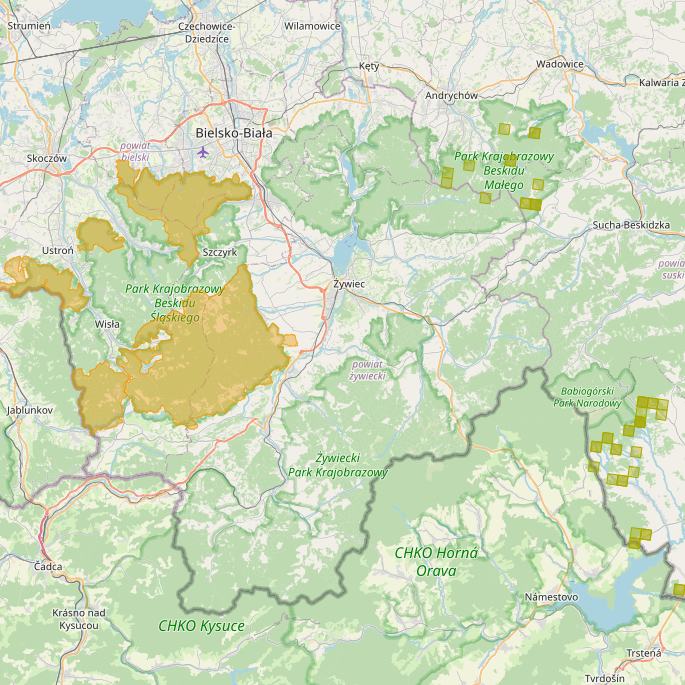 Strumień
Czechowice-
Dziedzice
Wilamowice
Kęty
Wadowice
Andrychów
Kalwaria Z
Bielsko-Biała
powiat
bielski
Skoczów
Park Krajobrazowy
Beskidu
Małego
Sucha Beskidzka
Ustroń
Szczyrk
powia
suski
Żywiec
Park Krajobrazowy
Beskidu
Śląskiego
Wisła
powiat
żywiecki
Babiogórski
Park Narodowy
Jablunkov
Żywiecki
Park Krajobrazowy
CHKO Horná
Orava
Čadca
Námestovo
Krásno nad
Kysucou
CHKO Kysuce
Trstená
Tvrdošín